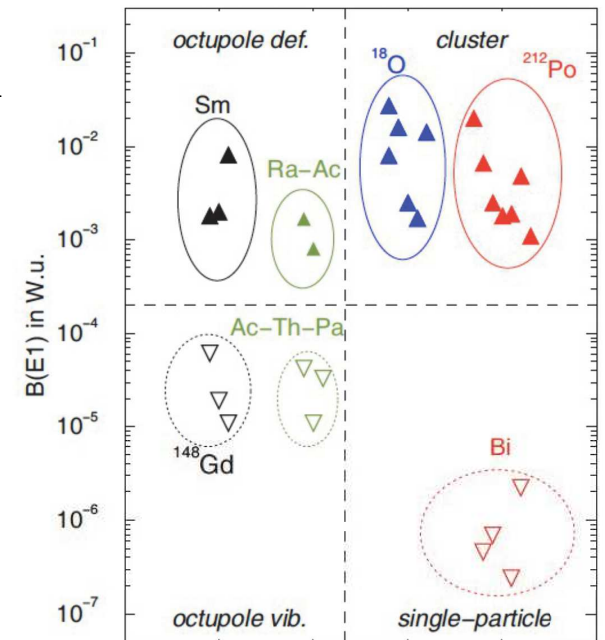 octupole def. cluster
10⁻¹
¹⁸O
²¹²Po
Sm
10⁻²
Ra−Ac
10⁻³
B(E1) in W.u.
10⁻⁴
Ac−Th−Pa
10⁻⁵
¹⁴⁸Gd
Bi
10⁻⁶
10⁻⁷
octupole vib. single−particle